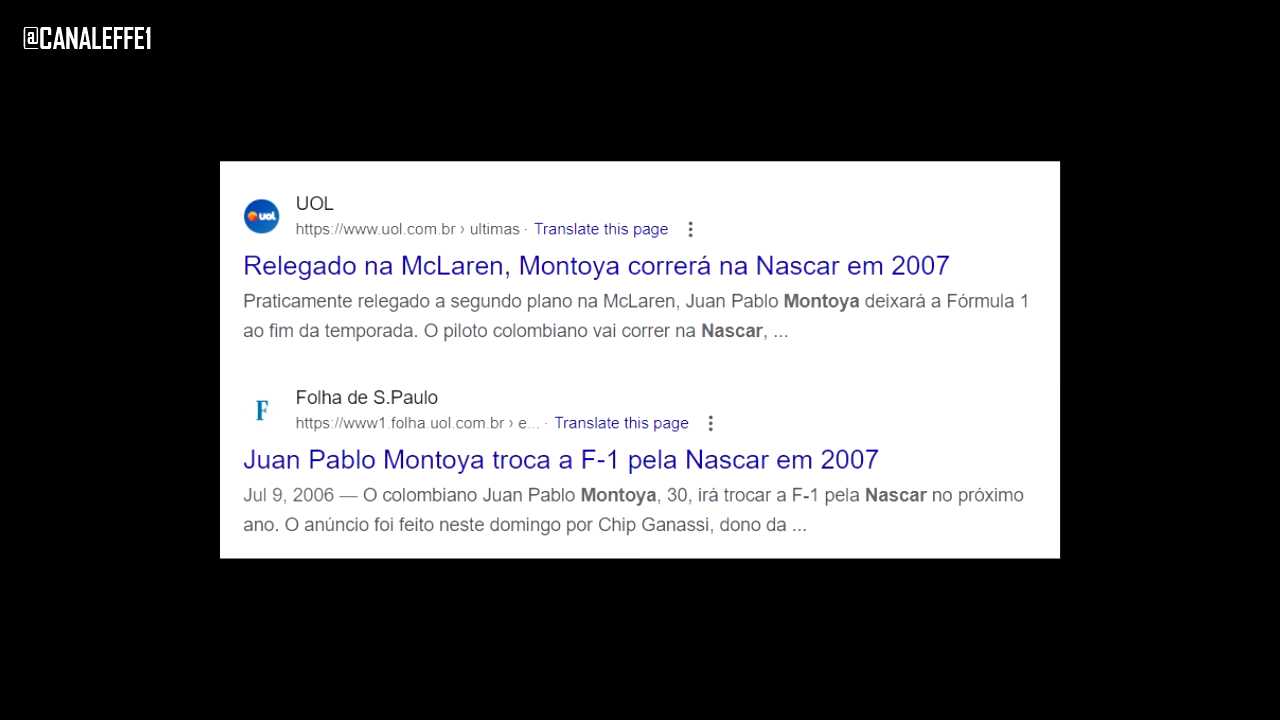 @CANALEFFE1
UOL
uol
https://www.uol.com.br › ultimas · Translate this page
Relegado na McLaren, Montoya correrá na Nascar em 2007
Praticamente relegado a segundo plano na McLaren, Juan Pablo Montoya deixará a Fórmula 1
ao fim da temporada. O piloto colombiano vai correr na Nascar, ...
Folha de S.Paulo
F
https://www1.folha.uol.com.br › e... · Translate this page
Juan Pablo Montoya troca a F-1 pela Nascar em 2007
Jul 9, 2006 — O colombiano Juan Pablo Montoya, 30, irá trocar a F-1 pela Nascar no próximo
ano. O anúncio foi feito neste domingo por Chip Ganassi, dono da ...